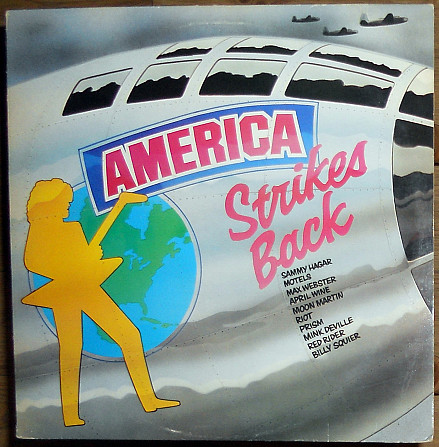 AMERICA
Strikes
Back
SAMMY HAGAR
MOTELS
MAX WEBSTER
APRIL WINE
MOON MARTIN
RIOT
PRISM
MINK DEVILLE
RED RIDER
BILLY SQUIER